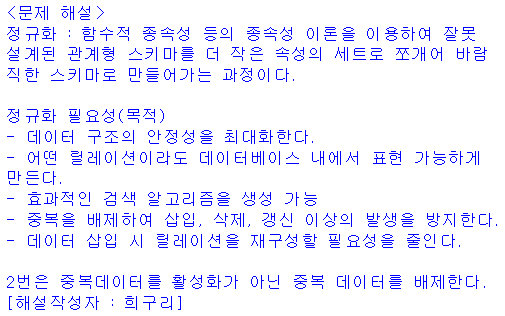 <문제 해설>
정규화 : 함수적 종속성 등의 종속성 이론을 이용하여 잘못
설계된 관계형 스키마를 더 작은 속성의 세트로 쪼개어 바람
직한 스키마로 만들어가는 과정이다.
정규화 필요성(목적)
- 데이터 구조의 안정성을 최대화한다.
- 어떤 릴레이션이라도 데이터베이스 내에서 표현 가능하게
만든다.
- 효과적인 검색 알고리즘을 생성 가능
- 중복을 배제하여 삽입, 삭제, 갱신 이상의 발생을 방지한다.
- 데이터 삽입 시 릴레이션을 재구성할 필요성을 줄인다.
2번은 중복데이터를 활성화가 아닌 중복 데이터를 배제한다.
[해설작성자 : 희구리]